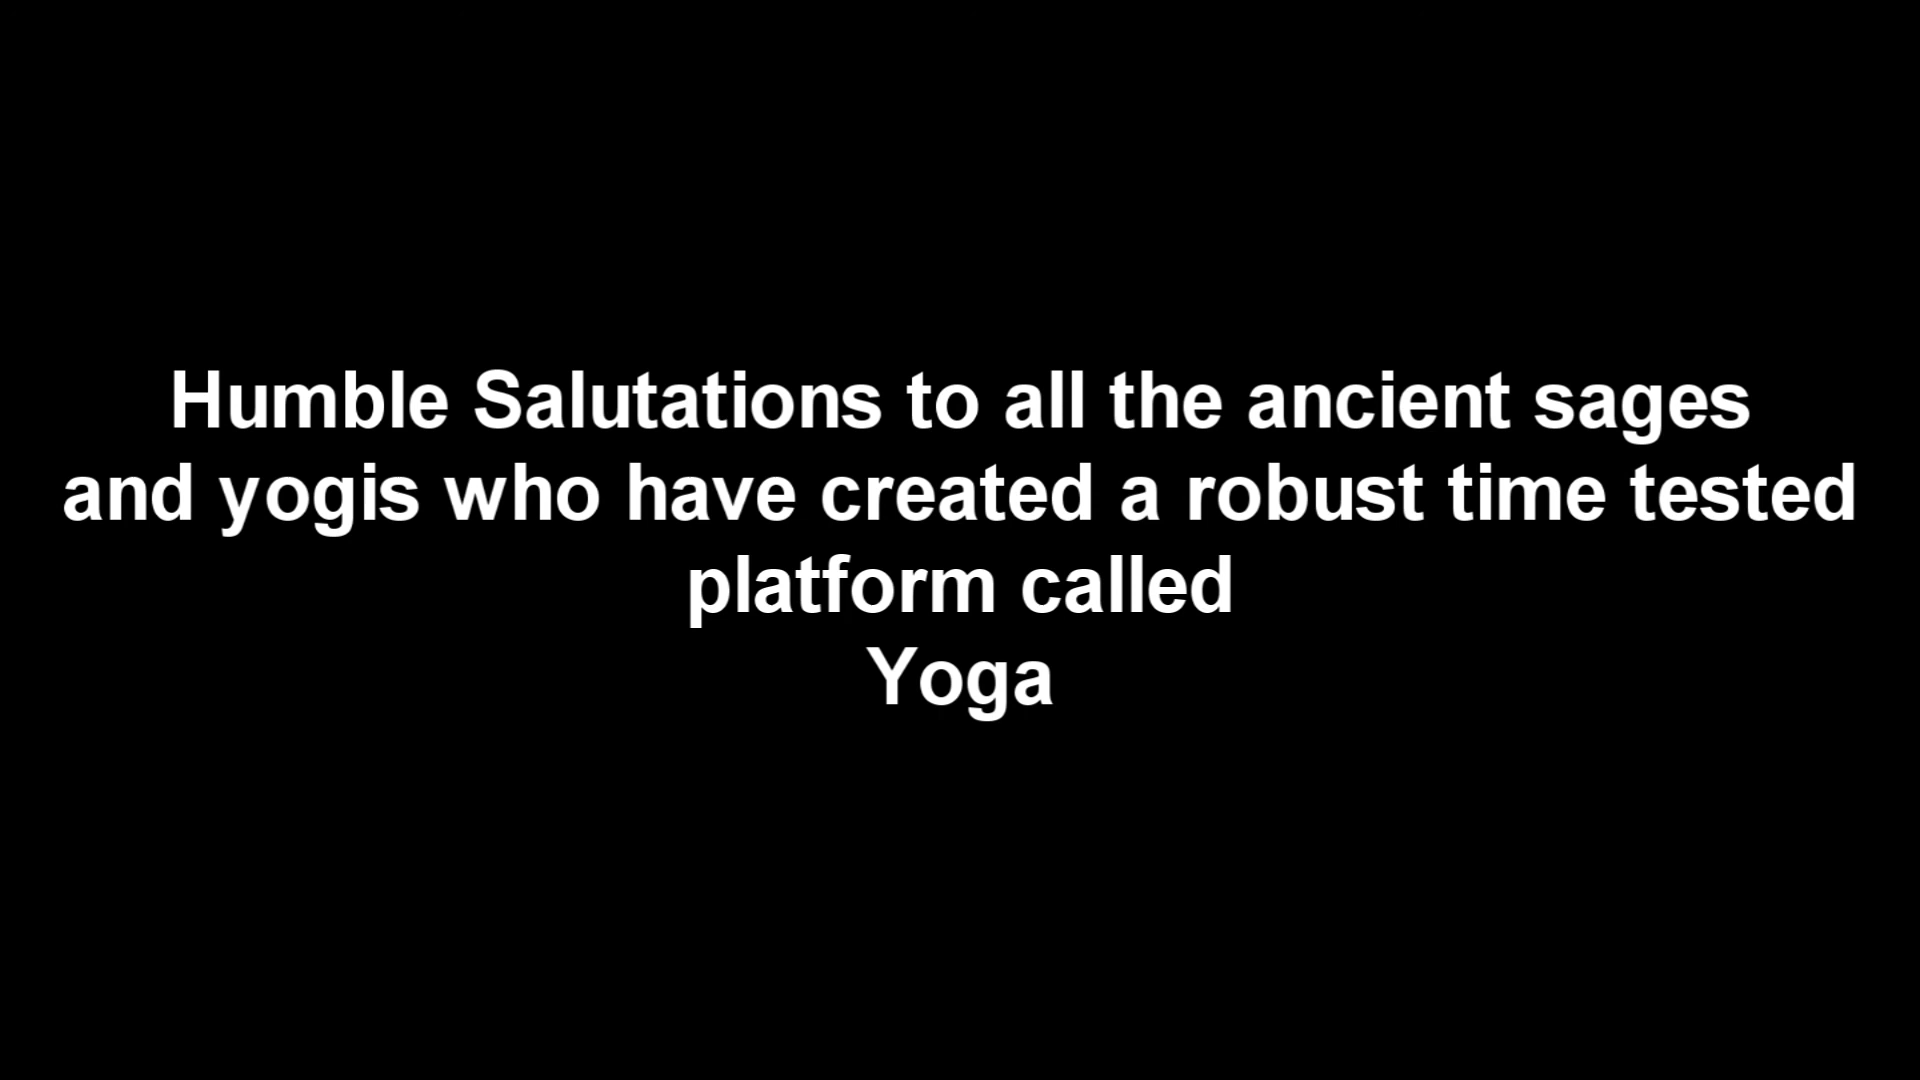 Humble Salutations to all the ancient sages
and yogis who have created a robust time tested
platform called
Yoga